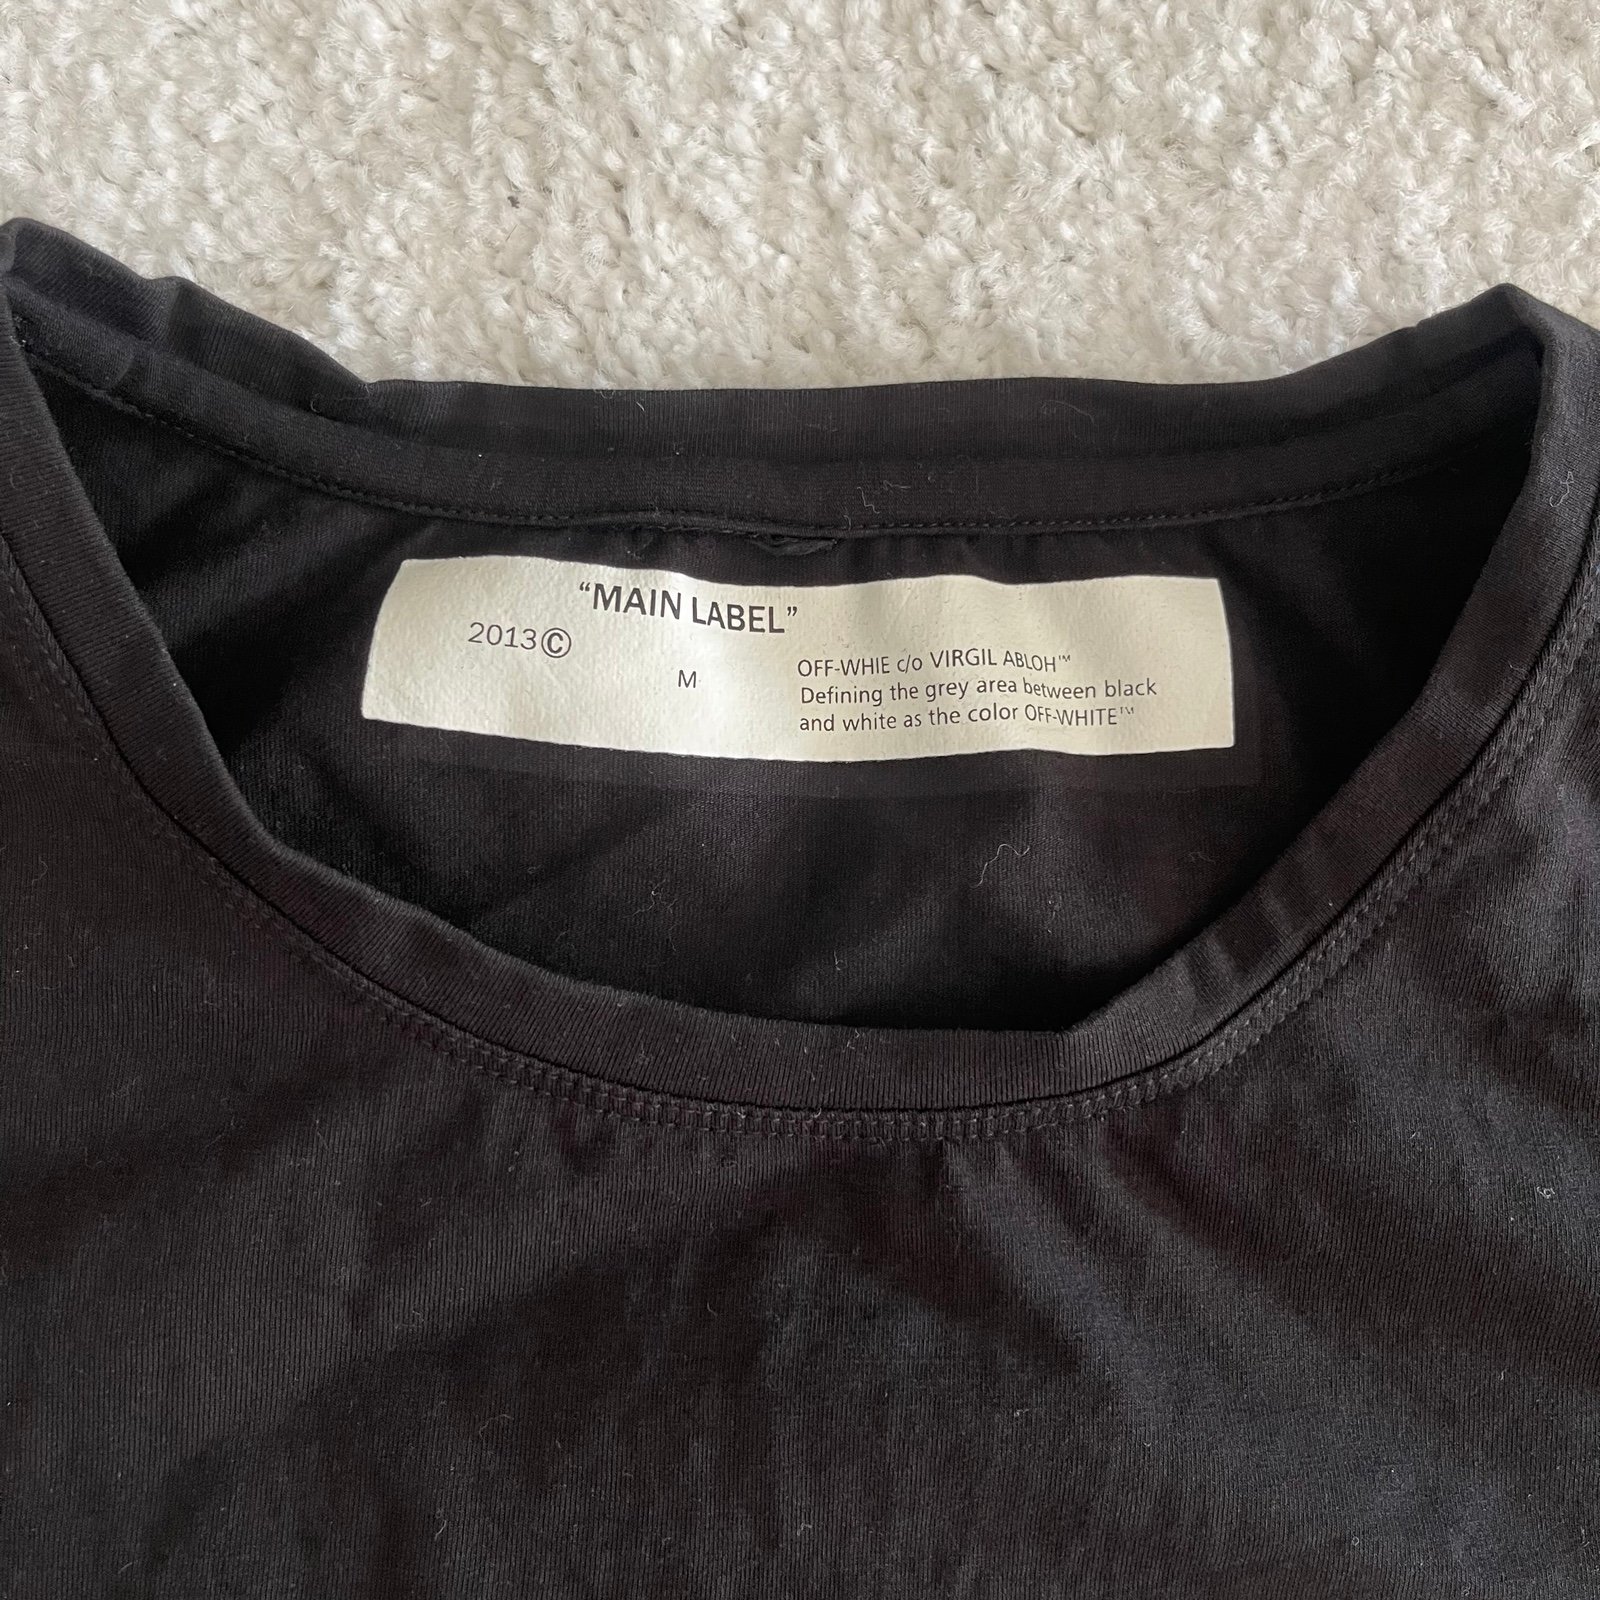 “MAIN LABEL”
2013©
M
OFF-WHIE c/o VIRGIL ABLOH™
Defining the grey area between black
and white as the color OFF-WHITE™